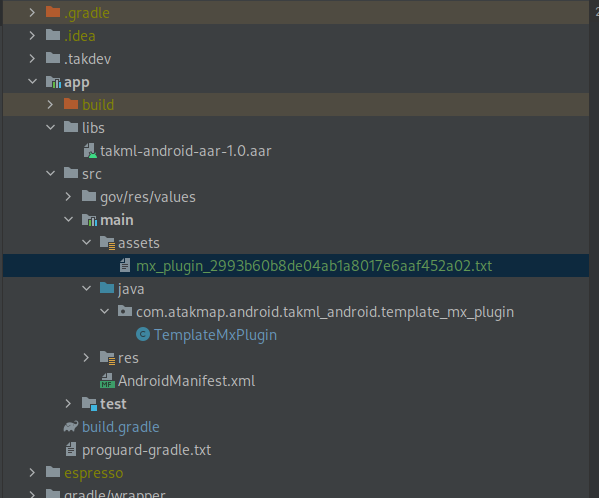 .gradle
.idea
.takdev
app
build
libs
takml-android-aar-1.0.aar
src
gov/res/values
main
assets
mx_plugin_2993b60b8de04ab1a8017e6aaf452a02.txt
java
com.atakmap.android.takml_android.template_mx_plugin
C TemplateMxPlugin
res
MF AndroidManifest.xml
test
build.gradle
proguard-gradle.txt
espresso
gradle/wrapper